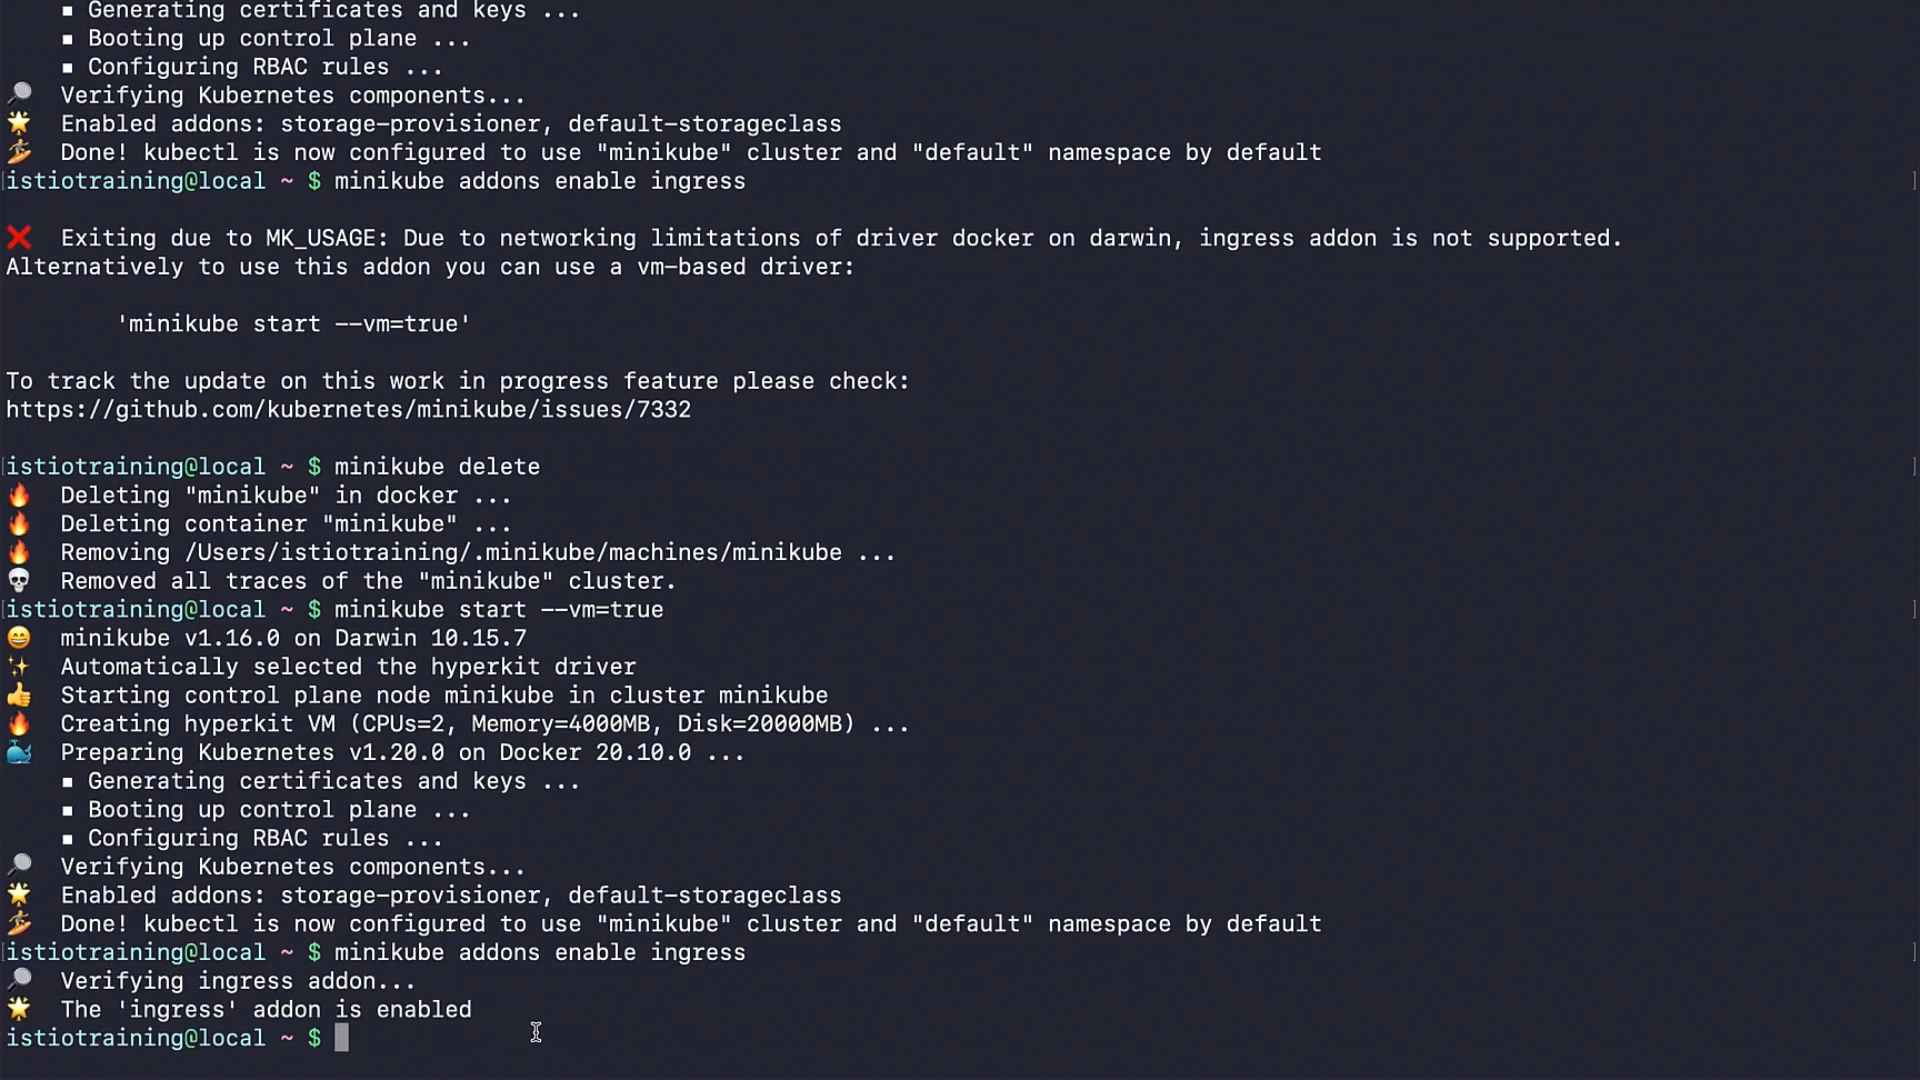 ▪ Generating certificates and keys ...
▪ Booting up control plane ...
▪ Configuring RBAC rules ...
🔎 Verifying Kubernetes components...
🌟 Enabled addons: storage-provisioner, default-storageclass
🏄 Done! kubectl is now configured to use "minikube" cluster and "default" namespace by default
[istiotraining@local ~ $ minikube addons enable ingress ]
❌ Exiting due to MK_USAGE: Due to networking limitations of driver docker on darwin, ingress addon is not supported.
Alternatively to use this addon you can use a vm-based driver:
'minikube start --vm=true'
To track the update on this work in progress feature please check:
https://github.com/kubernetes/minikube/issues/7332
[istiotraining@local ~ $ minikube delete ]
🔥 Deleting "minikube" in docker ...
🔥 Deleting container "minikube" ...
🔥 Removing /Users/istiotraining/.minikube/machines/minikube ...
💀 Removed all traces of the "minikube" cluster.
[istiotraining@local ~ $ minikube start --vm=true ]
😄 minikube v1.16.0 on Darwin 10.15.7
✨ Automatically selected the hyperkit driver
👍 Starting control plane node minikube in cluster minikube
🔥 Creating hyperkit VM (CPUs=2, Memory=4000MB, Disk=20000MB) ...
🐳 Preparing Kubernetes v1.20.0 on Docker 20.10.0 ...
▪ Generating certificates and keys ...
▪ Booting up control plane ...
▪ Configuring RBAC rules ...
🔎 Verifying Kubernetes components...
🌟 Enabled addons: storage-provisioner, default-storageclass
🏄 Done! kubectl is now configured to use "minikube" cluster and "default" namespace by default
[istiotraining@local ~ $ minikube addons enable ingress ]
🔎 Verifying ingress addon...
🌟 The 'ingress' addon is enabled
istiotraining@local ~ $